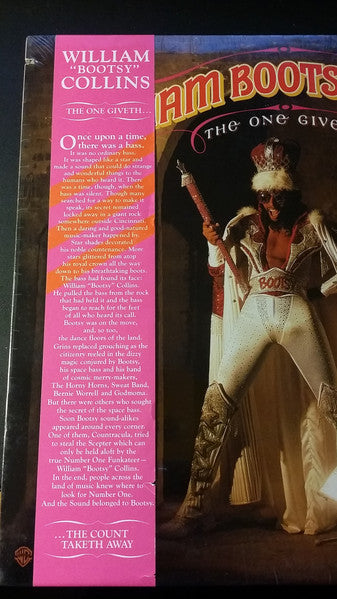 WILLIAM
"BOOTSY"
COLLINS
THE ONE GIVETH...
Once upon a time,
there was a bass.
It was no ordinary bass.
It was shaped like a star and
made a sound that could do strange
and wonderful things to the
humans who heard it. There
was a time, though, when the
bass was silent. Though many
searched for a way to make it
speak, its secret remained
locked away in a giant rock
somewhere outside Cincinnati.
Then a daring and good-natured
music-maker happened by.
Star shades decorated
his noble countenance. More
stars glittered from atop
his royal crown all the way
down to his breathtaking boots.
The bass had found its face:
William "Bootsy" Collins.
He pulled the bass from the rock
that had held it and the bass
began to reach for the feet
of all who heard its call.
Bootsy was on the move,
and, so too,
the dance floors of the land.
Grins replaced grouching as the
citizenry reeled in the dizzy
magic conjured by Bootsy,
his space bass and his band
of cosmic merry-makers,
The Horny Horns, Sweat Band,
Bernie Worrell and Godmoma.
But there were others who sought
the secret of the space bass.
Soon Bootsy sound-alikes
appeared around every corner.
One of them, Countracula, tried
to steal the Scepter which can
only be held aloft by the
true Number One Funkateer—
William "Bootsy" Collins.
In the end, people across the
land of music knew where to
look for Number One.
And the Sound belonged to Bootsy.
...THE COUNT
TAKETH AWAY
AM BOOTS
THE ONE GIVE
BOOTS